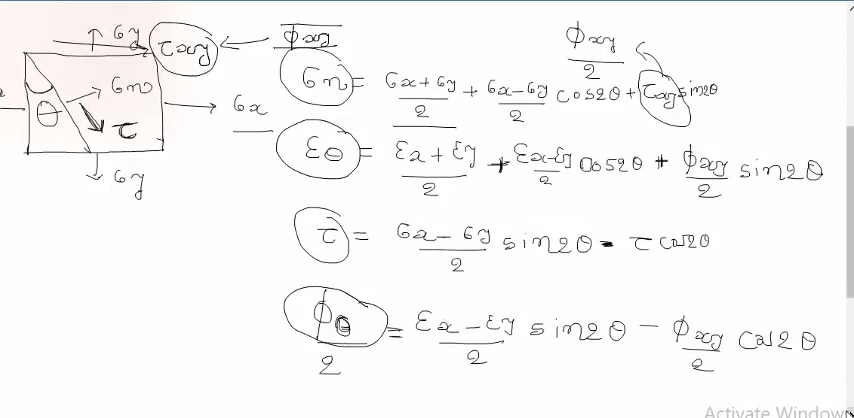 6y τxy ← ϕxy
ϕxy/2
6n = 6x+6y/2 + 6x-6y/2 cos2θ + τxy sin2θ
θ 6n τ → 6x
εθ = εx+εy/2 + εx-εy/2 cos2θ + ϕxy/2 sin2θ
6y
τ = 6x-6y/2 sin2θ - τ cos2θ
ϕθ/2 = εx-εy/2 sin2θ - ϕxy/2 cos2θ
Activate Window